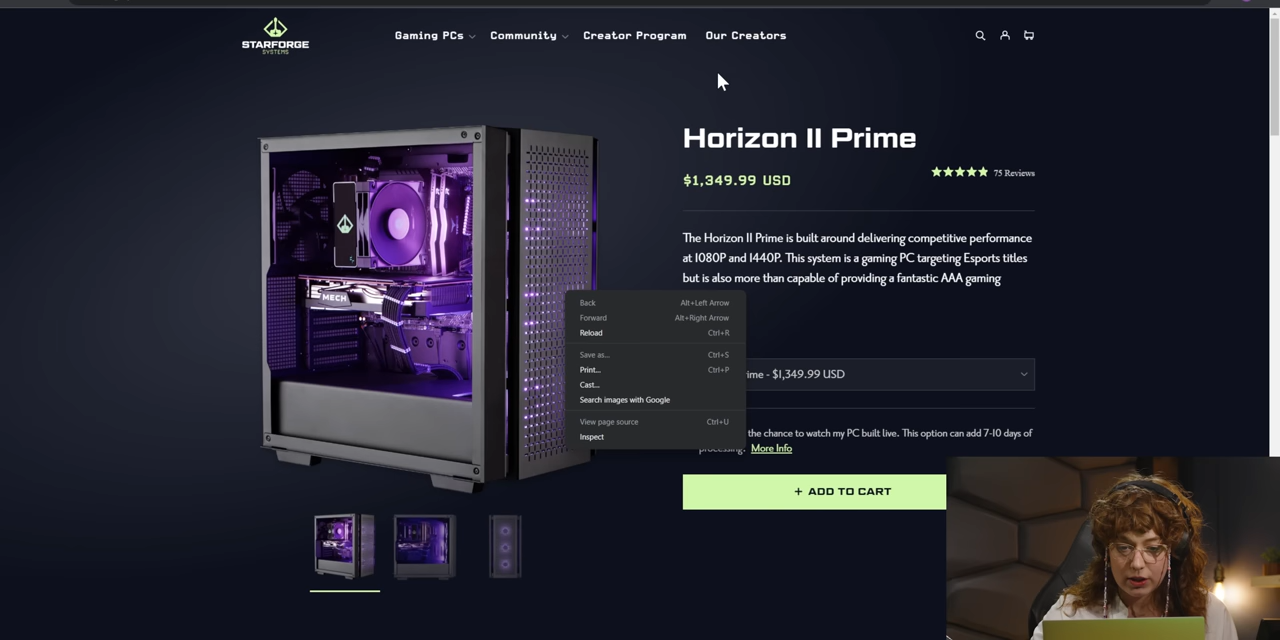 STARFORGE
SYSTEMS
Gaming PCs
Community
Creator Program
Our Creators
Horizon II Prime
$1,349.99 USD
75 Reviews
The Horizon II Prime is built around delivering competitive performance
at 1080P and 1440P. This system is a gaming PC targeting Esports titles
but is also more than capable of providing a fantastic AAA gaming
MECH
Back Alt+Left Arrow
Forward Alt+Right Arrow
Reload Ctrl+R
Save as... Ctrl+S
Print... Ctrl+P
Cast...
Search images with Google
View page source Ctrl+U
Inspect
ime - $1,349.99 USD
the chance to watch my PC built live. This option can add 7-10 days of
processing. More Info
+ ADD TO CART